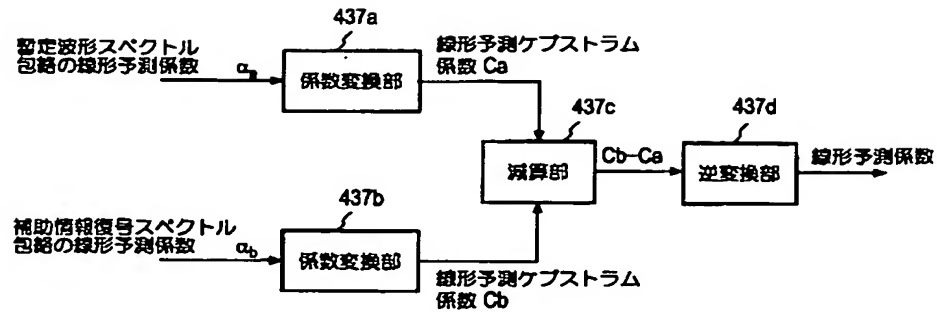 437a
暫定波形スペクトル
包絡の線形予測係数
αa
係数変換部
線形予測ケプストラム
係数 Ca
437c
437d
減算部
Cb-Ca
逆変換部
線形予測係数
437b
補助情報復号スペクトル
包絡の線形予測係数
αb
係数変換部
線形予測ケプストラム
係数 Cb